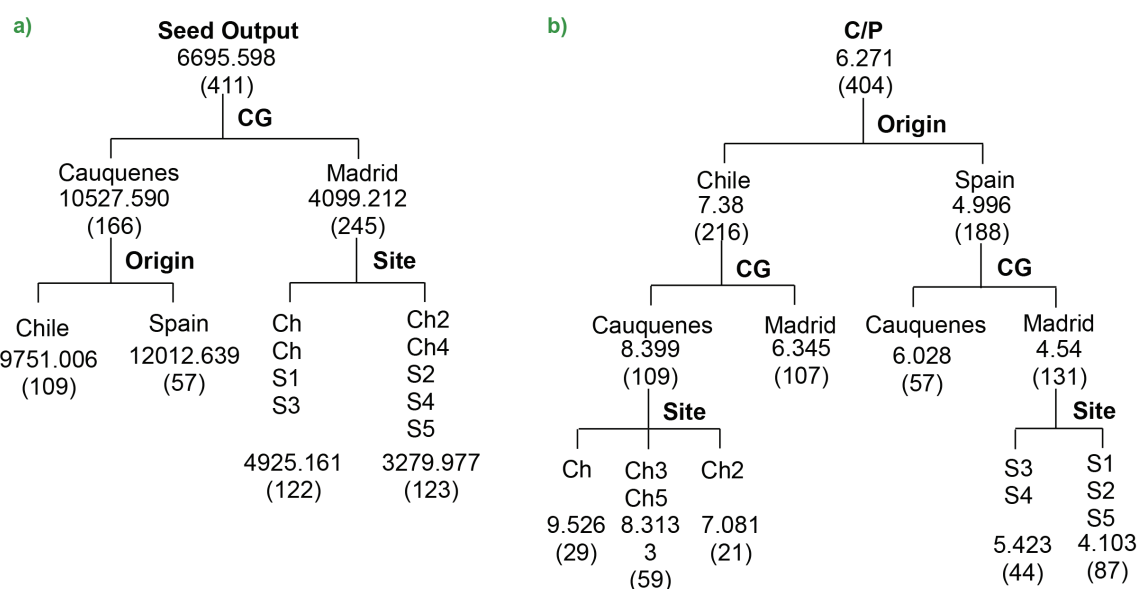 a)
Seed Output
6695.598
(411)
CG
Cauquenes
10527.590
(166)
Madrid
4099.212
(245)
Origin
Site
Chile
9751.006
(109)
Spain
12012.639
(57)
Ch
Ch
S1
S3
4925.161
(122)
Ch2
Ch4
S2
S4
S5
3279.977
(123)
b)
C/P
6.271
(404)
Origin
Chile
7.38
(216)
Spain
4.996
(188)
CG
CG
Cauquenes
8.399
(109)
Madrid
6.345
(107)
Cauquenes
6.028
(57)
Madrid
4.54
(131)
Site
Site
Ch
9.526
(29)
Ch3
Ch5
8.313
3
(59)
Ch2
7.081
(21)
S3
S4
5.423
(44)
S1
S2
S5
4.103
(87)